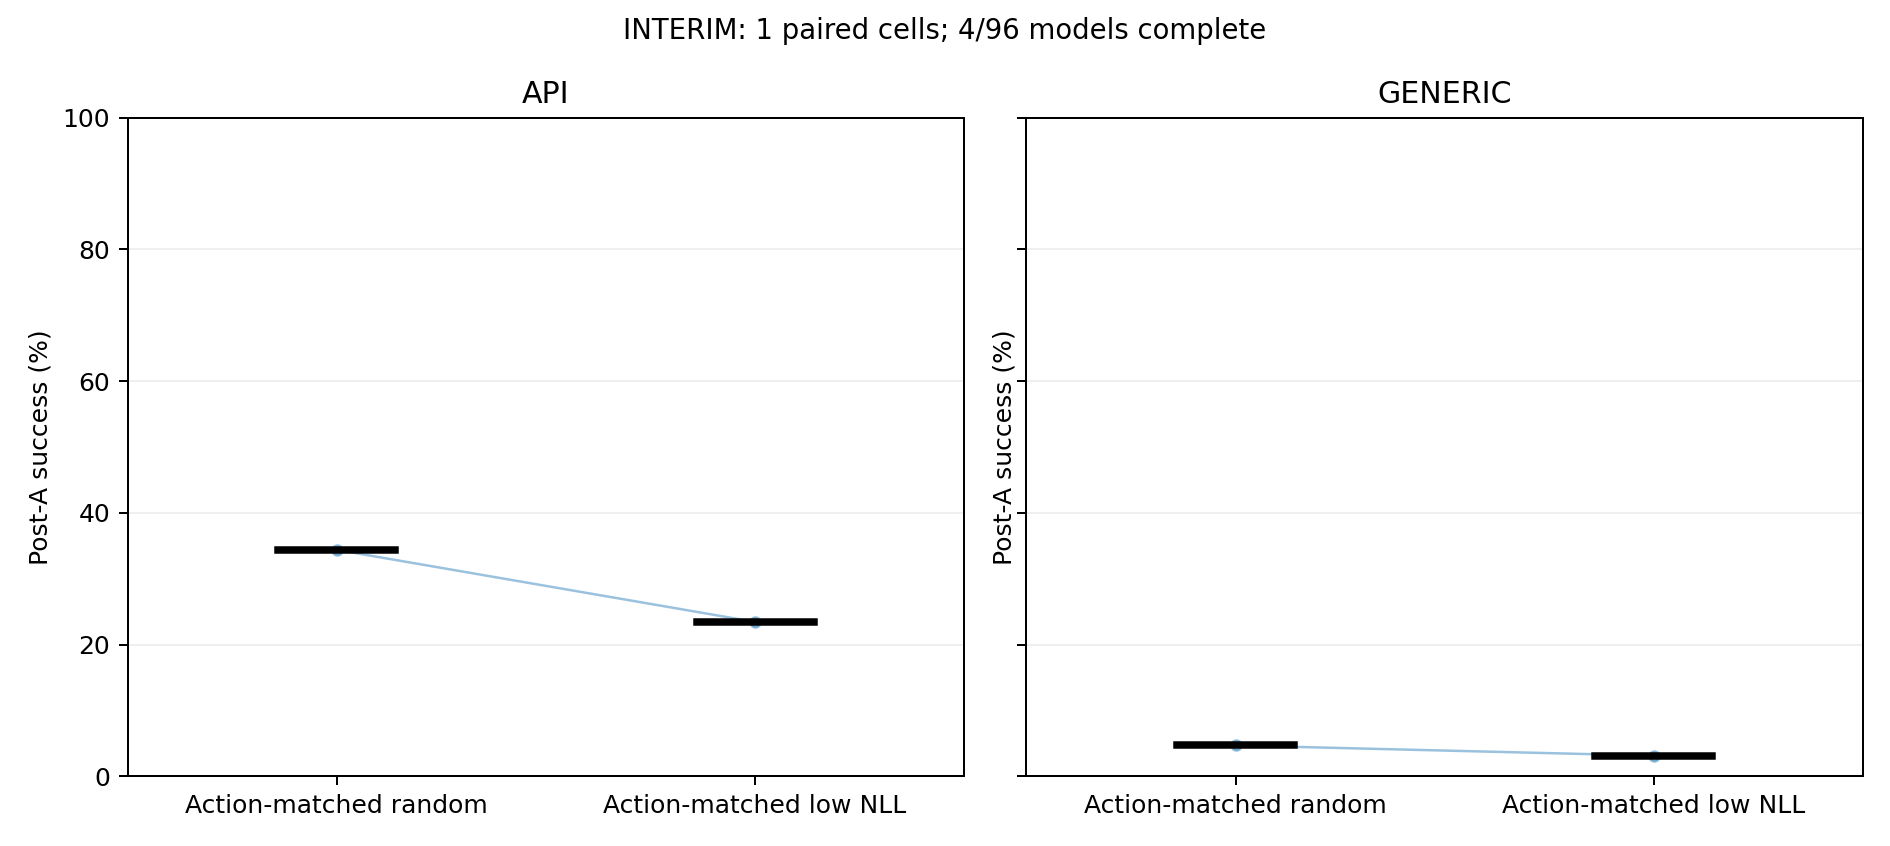 INTERIM: 1 paired cells; 4/96 models complete
API
Post-A success (%)
100
80
60
40
20
0
Action-matched random
Action-matched low NLL
GENERIC
Post-A success (%)
Action-matched random
Action-matched low NLL